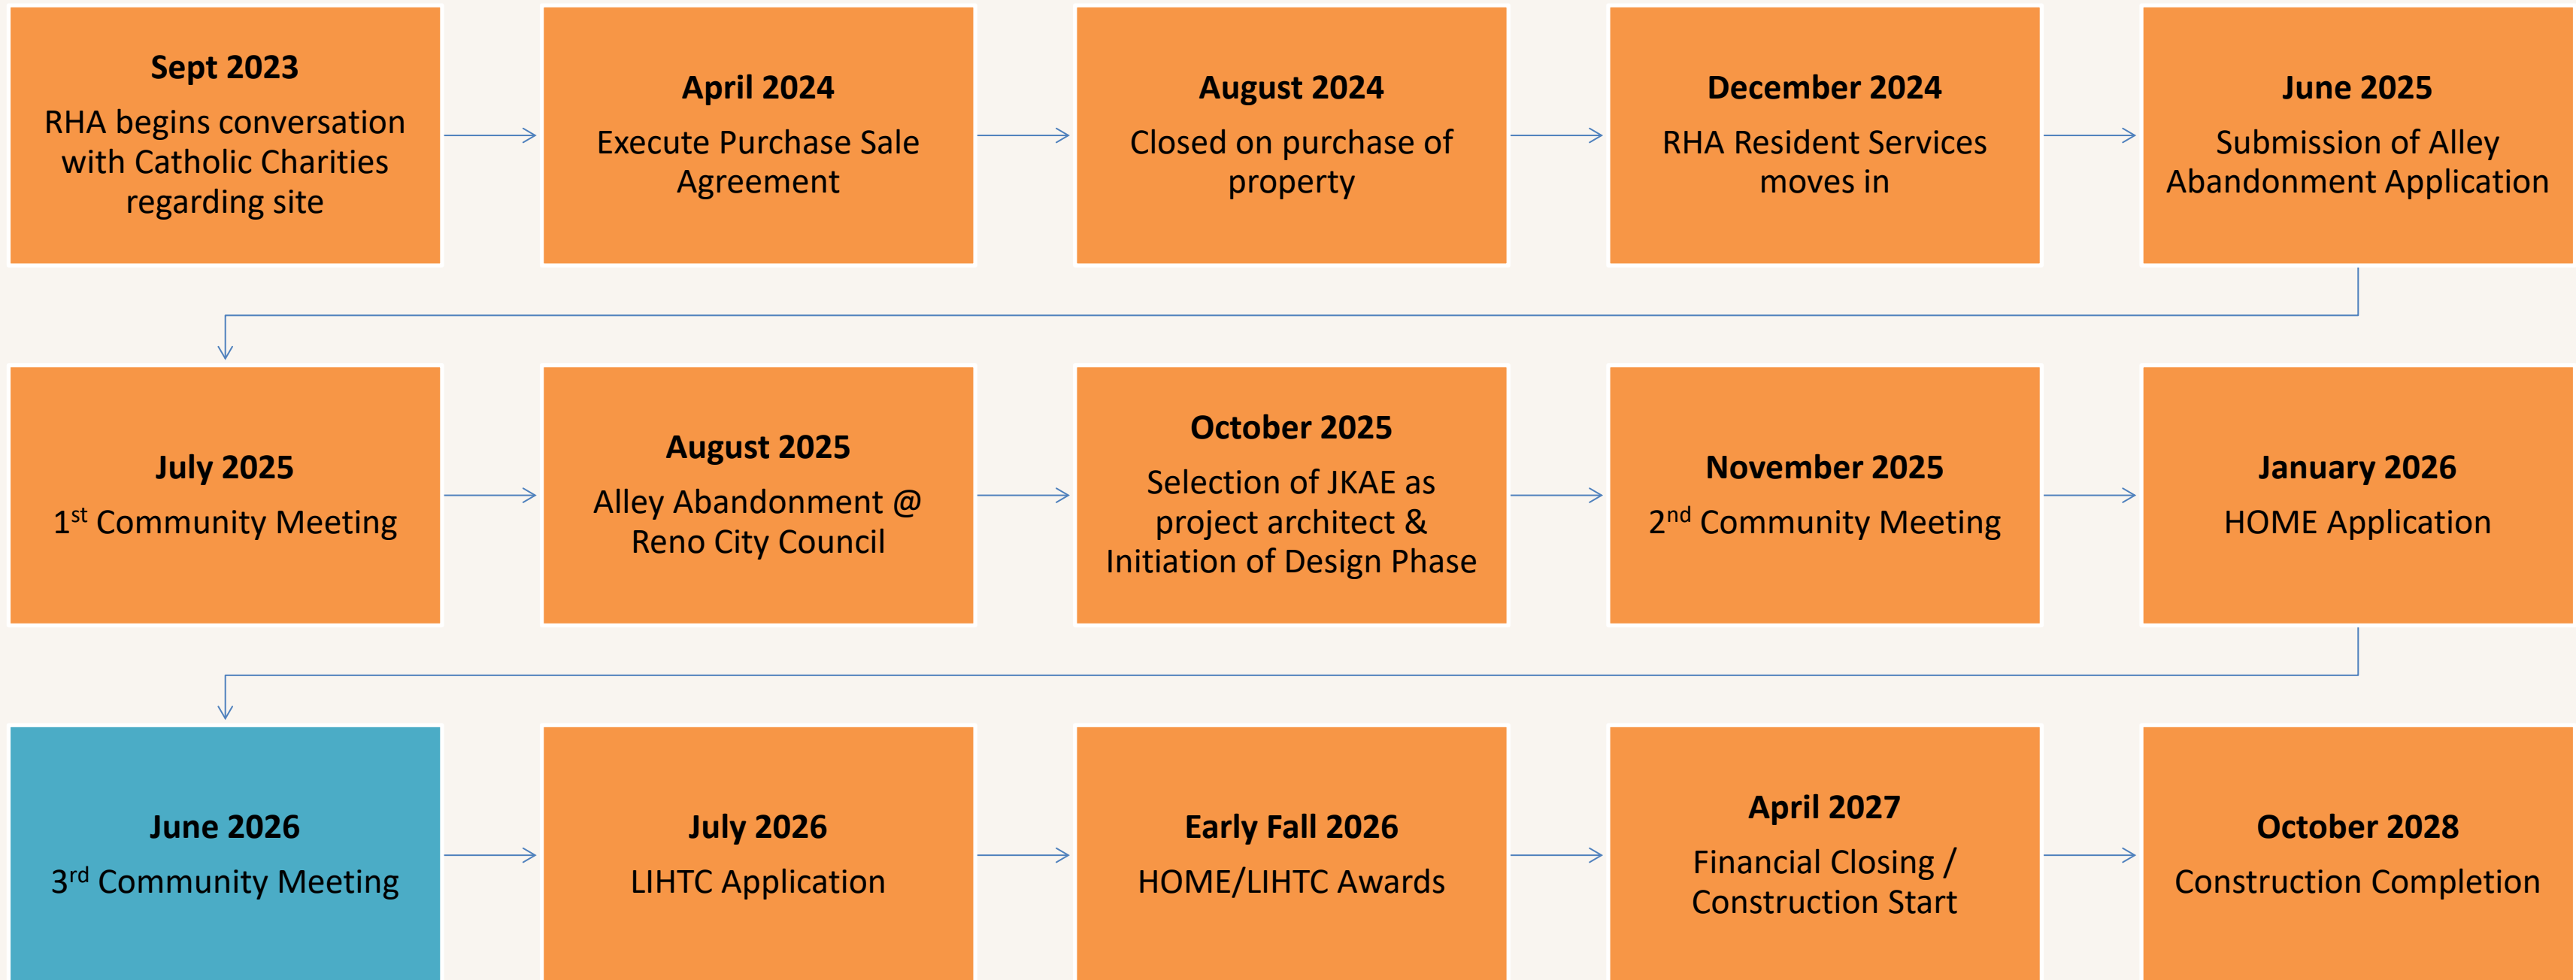 Sept 2023
RHA begins conversation
with Catholic Charities
regarding site
April 2024
Execute Purchase Sale
Agreement
August 2024
Closed on purchase of
property
December 2024
RHA Resident Services
moves in
June 2025
Submission of Alley
Abandonment Application
July 2025
1st Community Meeting
August 2025
Alley Abandonment @
Reno City Council
October 2025
Selection of JKAE as
project architect &
Initiation of Design Phase
November 2025
2nd Community Meeting
January 2026
HOME Application
June 2026
3rd Community Meeting
July 2026
LIHTC Application
Early Fall 2026
HOME/LIHTC Awards
April 2027
Financial Closing /
Construction Start
October 2028
Construction Completion